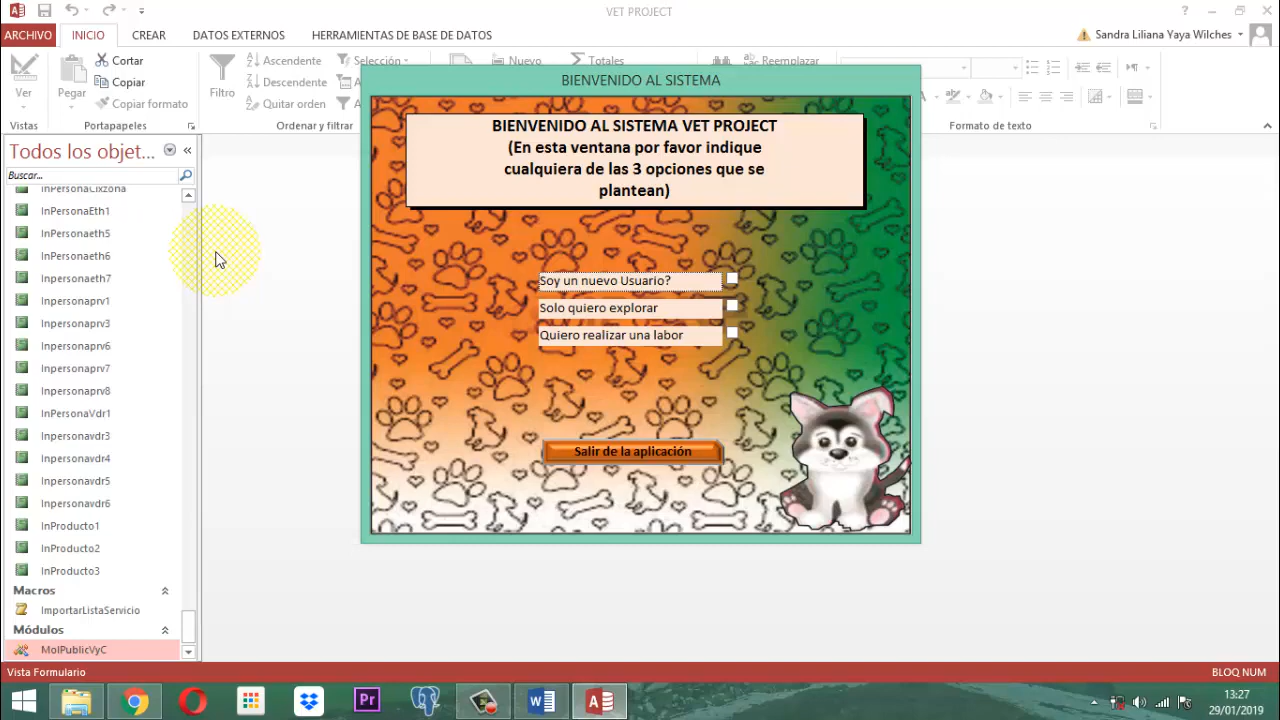 VET PROJECT
?
ARCHIVO
INICIO
CREAR
DATOS EXTERNOS
HERRAMIENTAS DE BASE DE DATOS
Sandra Liliana Yaya Wilches
Ver
Pegar
Cortar
Copiar
Copiar formato
Filtro
Ascendente
Descendente
Quitar orden
Selección
Nuevo
Totales
Reemplazar
Vistas
Portapapeles
Ordenar y filtrar
Formato de texto
Todos los objet...
Buscar...
InPersonaEth1
InPersonaeth5
InPersonaeth6
Inpersonaeth7
Inpersonaprv1
Inpersonaprv3
Inpersonaprv6
Inpersonaprv7
Inpersonaprv8
InPersonaVdr1
Inpersonavdr3
Inpersonavdr4
Inpersonavdr5
Inpersonavdr6
InProducto1
InProducto2
InProducto3
Macros
ImportarListaServicio
Módulos
MolPublicVyC
BIENVENIDO AL SISTEMA
BIENVENIDO AL SISTEMA VET PROJECT
(En esta ventana por favor indique
cualquiera de las 3 opciones que se
plantean)
Soy un nuevo Usuario?
Solo quiero explorar
Quiero realizar una labor
Salir de la aplicación
Vista Formulario
BLOQ NUM
Pr
13:27
29/01/2019